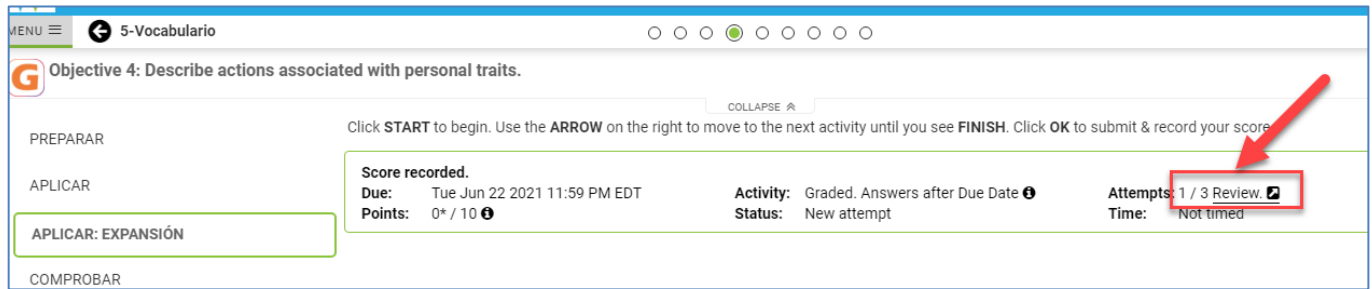 MENU
5-Vocabulario
G
Objective 4: Describe actions associated with personal traits.
COLLAPSE
PREPARAR
APLICAR
APLICAR: EXPANSIÓN
COMPROBAR
Click START to begin. Use the ARROW on the right to move to the next activity until you see FINISH. Click OK to submit & record your score
Score recorded.
Due: Tue Jun 22 2021 11:59 PM EDT Activity: Graded. Answers after Due Date Attempts: 1 / 3 Review.
Points: 0* / 10 Status: New attempt Time: Not timed